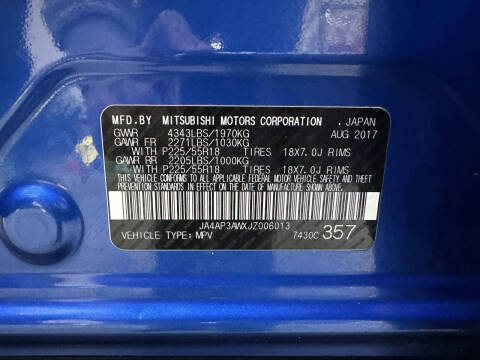 MFD.BY MITSUBISHI MOTORS CORPORATION . JAPAN
GVWR 4343LBS/1970KG AUG 2017
GAWR FR 2271LBS/1030KG
WITH P225/55R18 TIRES 18X7.0J RIMS
GAWR RR 2205LBS/1000KG
WITH P225/55R18 TIRES 18X7.0J RIMS
THIS VEHICLE CONFORMS TO ALL APPLICABLE FEDERAL
MOTOR VEHICLE SAFETY AND THEFT PREVENTION STANDARDS
IN EFFECT ON THE DATE OF MANUFACTURE SHOWN ABOVE.
JA4AP3AWXJZ006013
VEHICLE TYPE: MPV 7430C 357